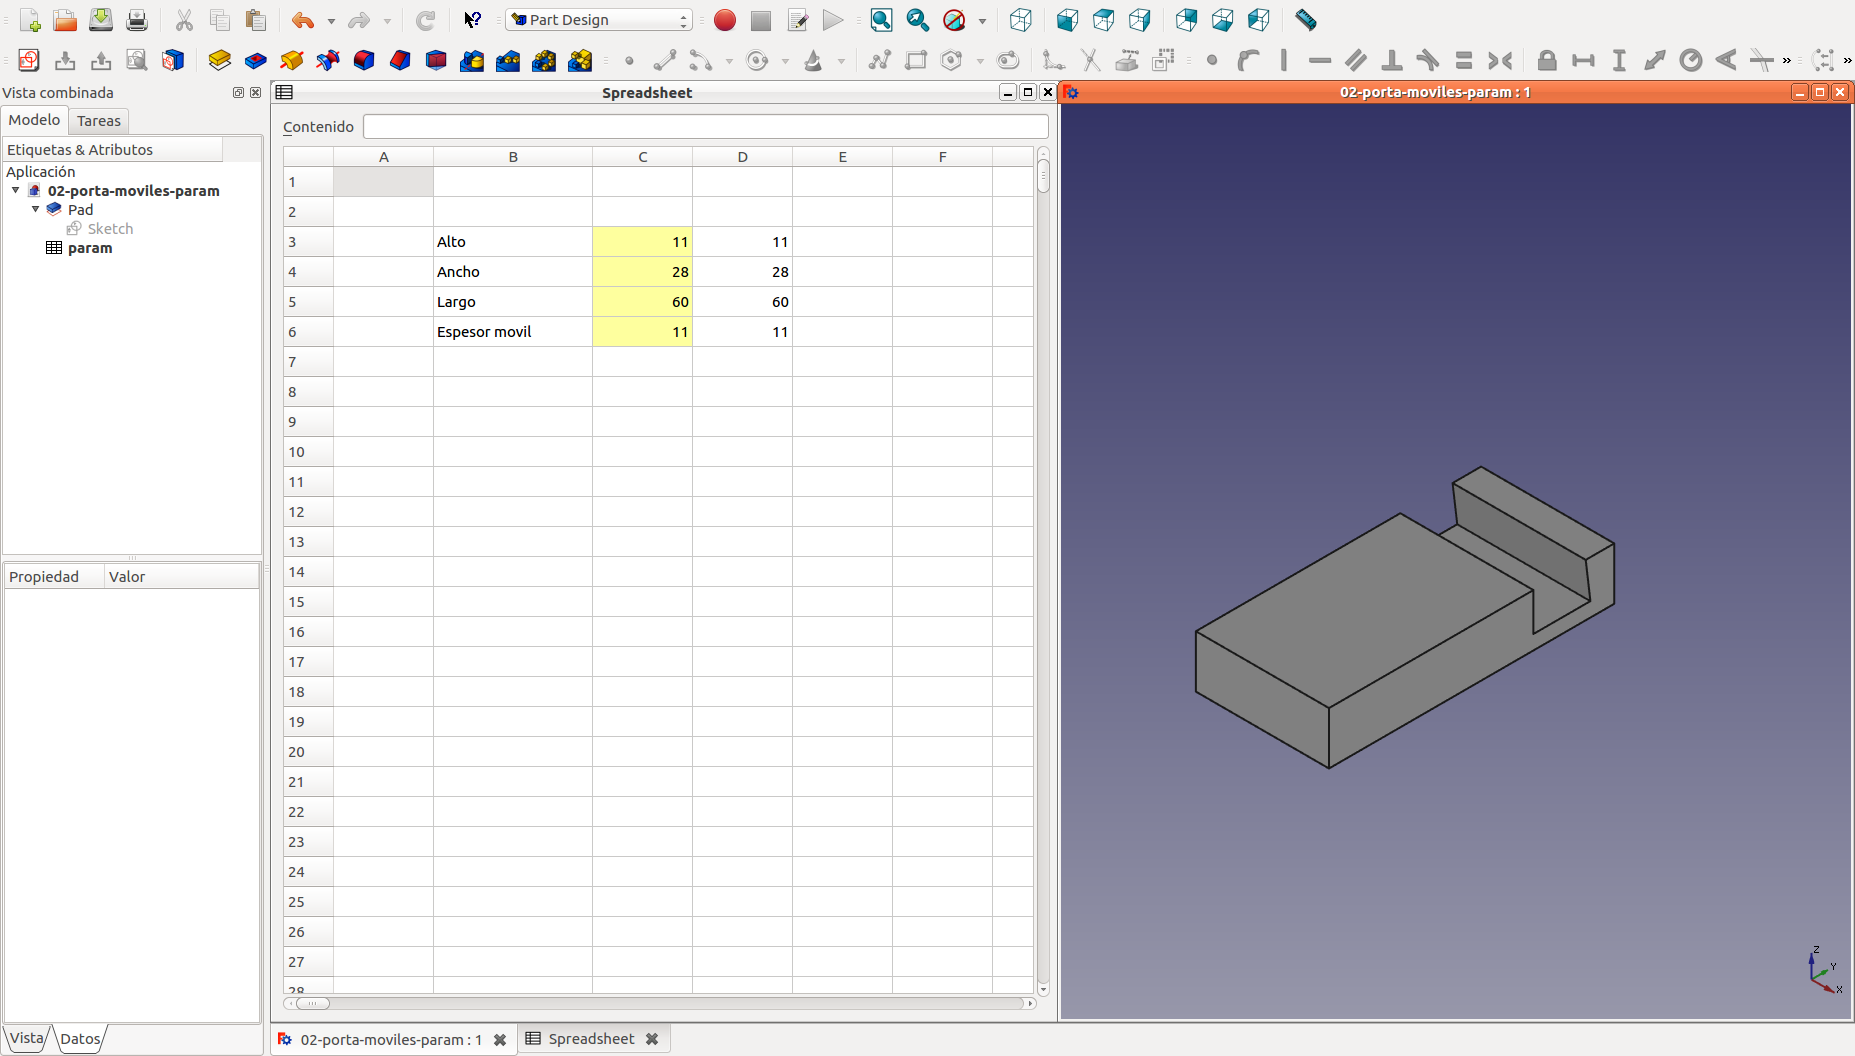 Part Design
Vista combinada
Modelo
Tareas
Etiquetas & Atributos
Aplicación
02-porta-moviles-param
Pad
Sketch
param
Propiedad
Valor
Vista
Datos
Spreadsheet
Contenido
A B C D E F
1
2
3 Alto 11 11
4 Ancho 28 28
5 Largo 60 60
6 Espesor movil 11 11
7
8
9
10
11
12
13
14
15
16
17
18
19
20
21
22
23
24
25
26
27
28
02-porta-moviles-param : 1
Z
Y
X
02-porta-moviles-param : 1
Spreadsheet